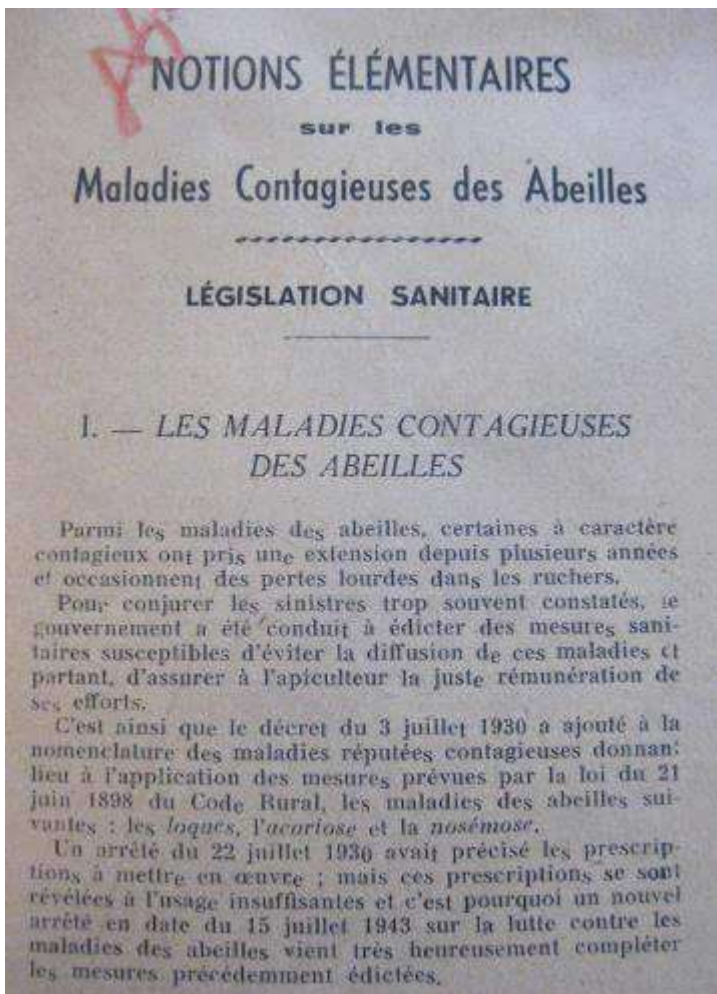 NOTIONS ÉLÉMENTAIRES
sur les
Maladies Contagieuses des Abeilles
LÉGISLATION SANITAIRE
I. — LES MALADIES CONTAGIEUSES
DES ABEILLES
Parmi les maladies des abeilles, certaines à caractère
contagieux ont pris une extension depuis plusieurs années
et occasionnent des pertes lourdes dans les ruchers.
Pour conjurer les sinistres trop souvent constatés, le
gouvernement a été conduit à édicter des mesures sani-
taires susceptibles d'éviter la diffusion de ces maladies et
partant, d'assurer à l'apiculteur la juste rémunération de
ses efforts.
C'est ainsi que le décret du 3 juillet 1930 a ajouté à la
nomenclature des maladies réputées contagieuses donnant
lieu à l'application des mesures prévues par la loi du 21
juin 1898 du Code Rural, les maladies des abeilles sui-
vantes : les loques, l'acariose et la nosémose.
Un arrêté du 22 juillet 1930 avait précisé les prescrip-
tions à mettre en œuvre ; mais ces prescriptions se sont
révélées à l'usage insuffisantes et c'est pourquoi un nouvel
arrêté en date du 15 juillet 1943 sur la lutte contre les
maladies des abeilles vient très heureusement compléter
les mesures précédemment édictées.